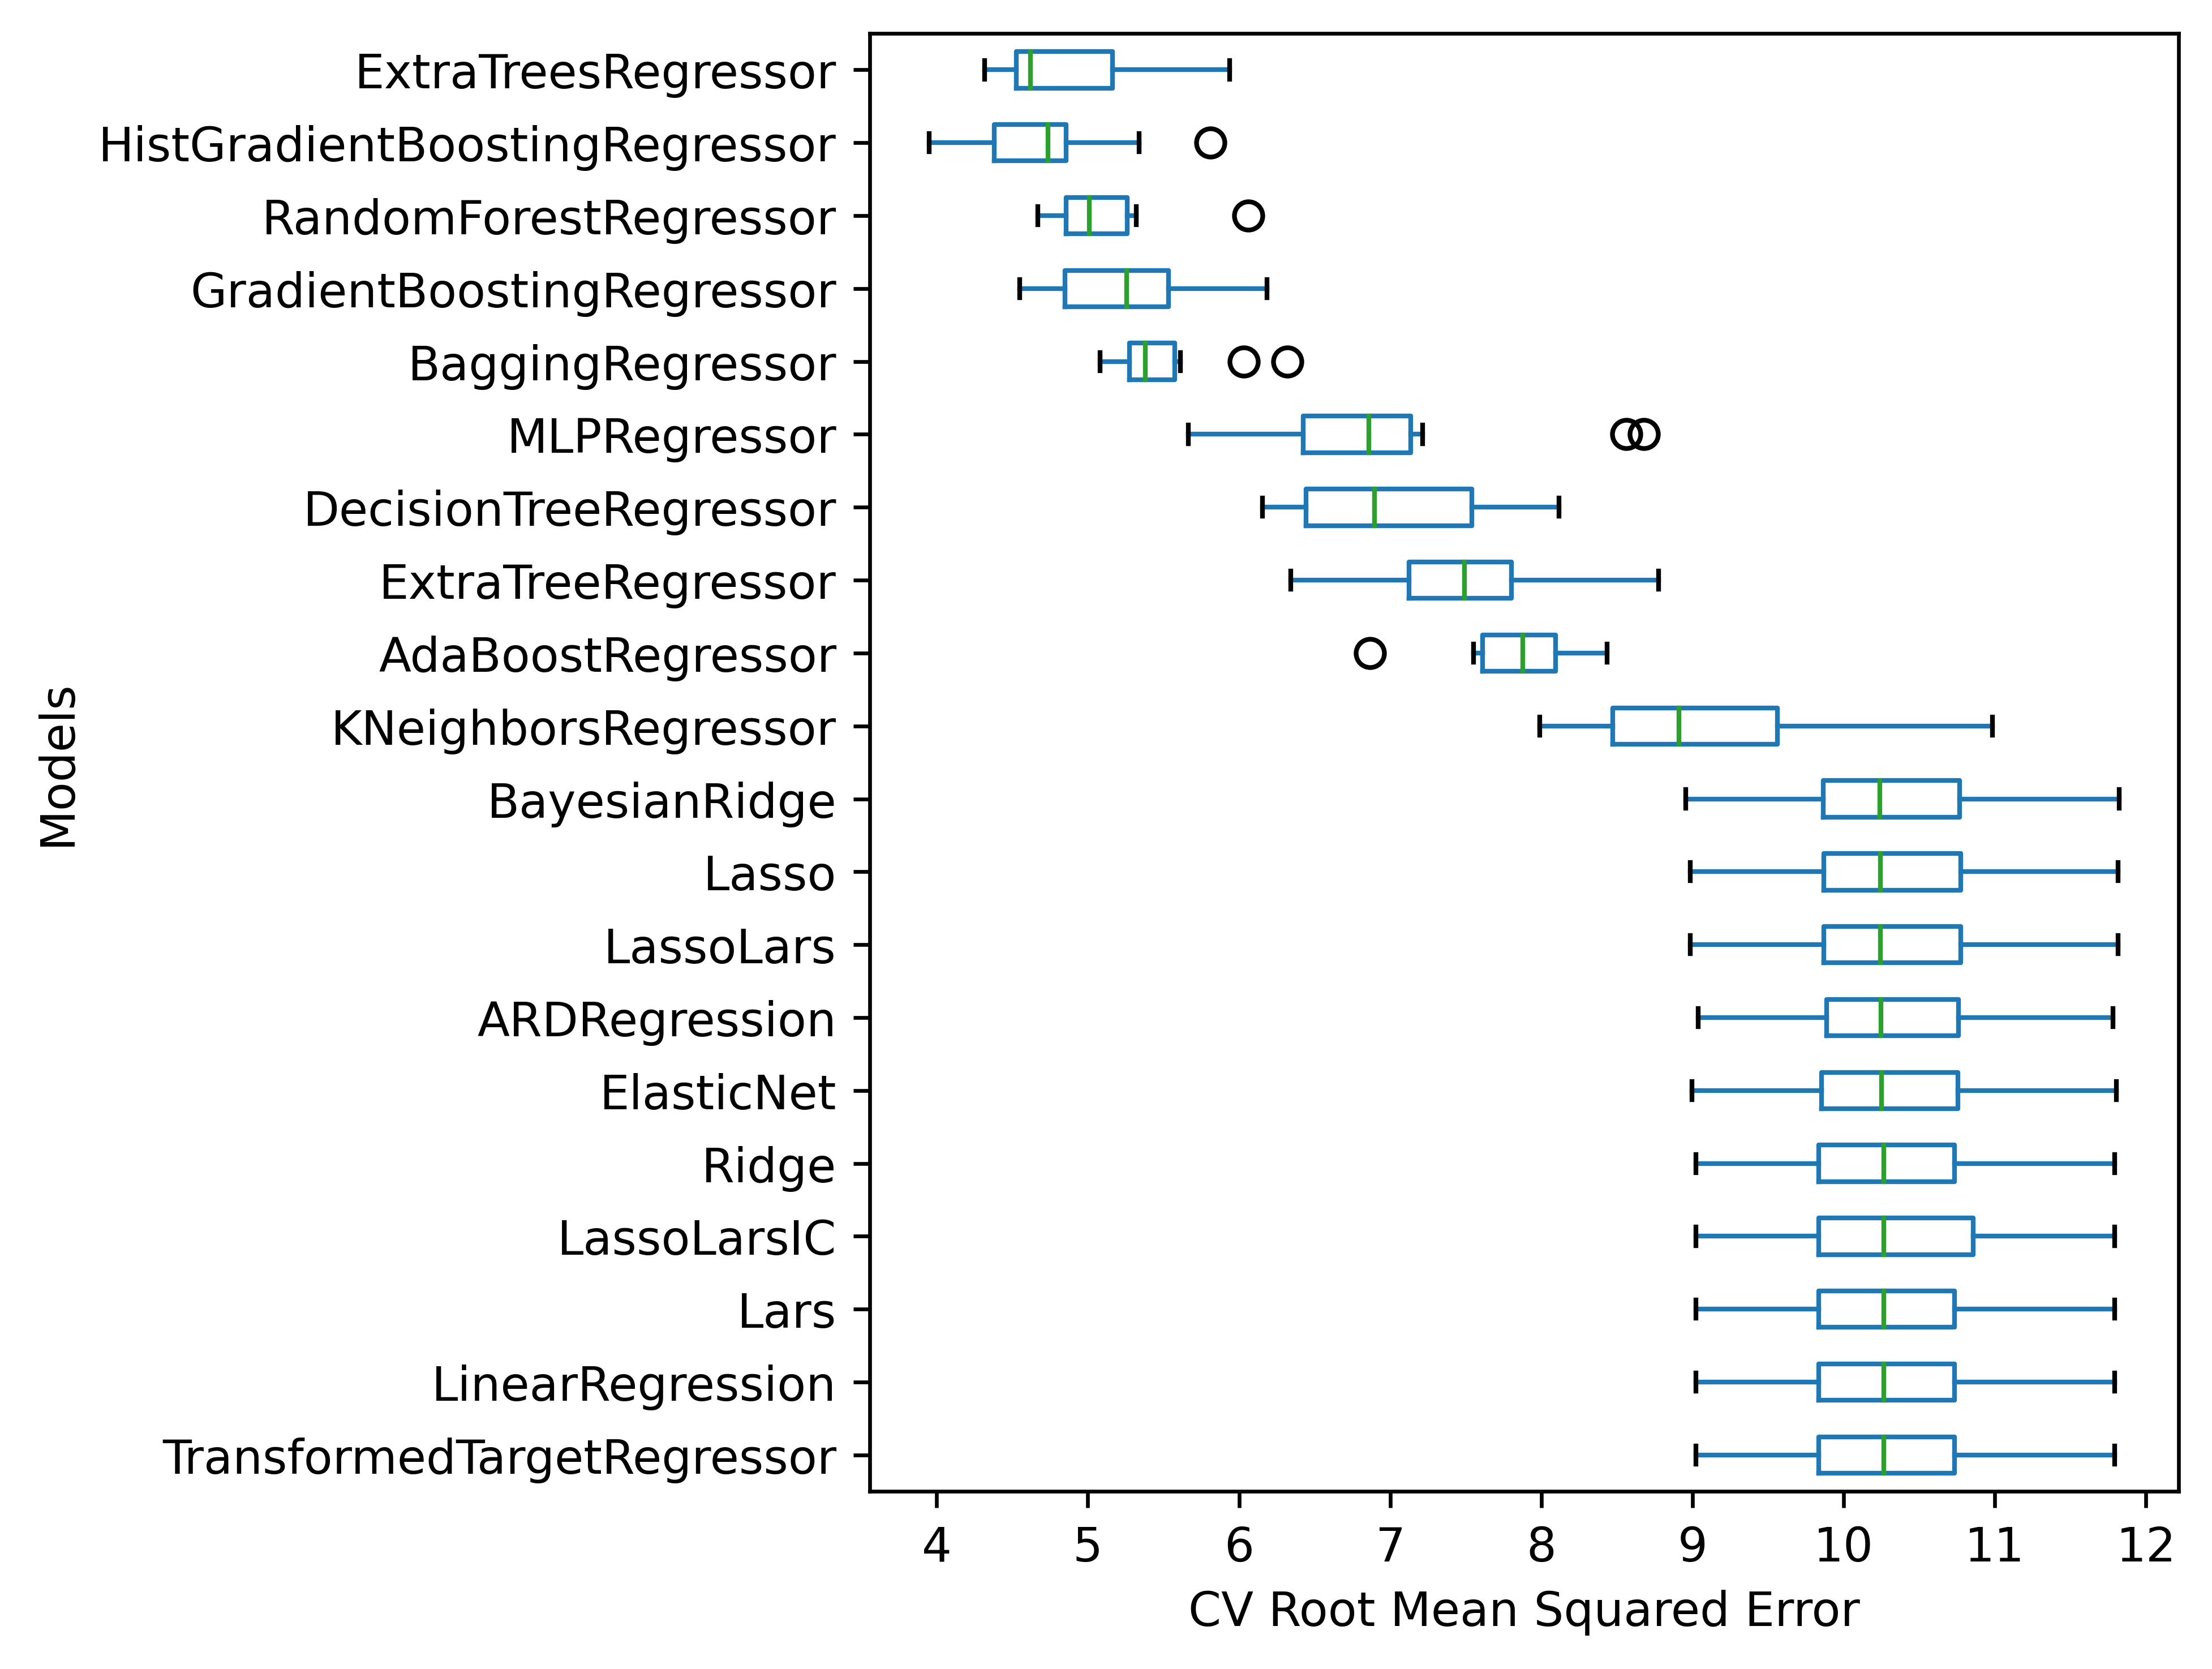 ExtraTreesRegressor
HistGradientBoostingRegressor
RandomForestRegressor
GradientBoostingRegressor
BaggingRegressor
MLPRegressor
DecisionTreeRegressor
ExtraTreeRegressor
AdaBoostRegressor
KNeighborsRegressor
BayesianRidge
Lasso
LassoLars
ARDRegression
ElasticNet
Ridge
LassoLarsIC
Lars
LinearRegression
TransformedTargetRegressor
Models
4 5 6 7 8 9 10 11 12
CV Root Mean Squared Error